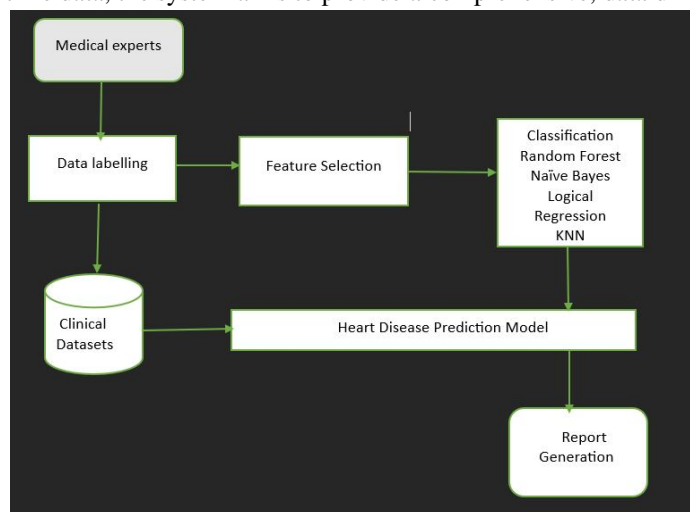 Medical experts
Data labelling
Feature Selection
Classification
Random Forest
Naïve Bayes
Logical
Regression
KNN
Clinical
Datasets
Heart Disease Prediction Model
Report
Generation